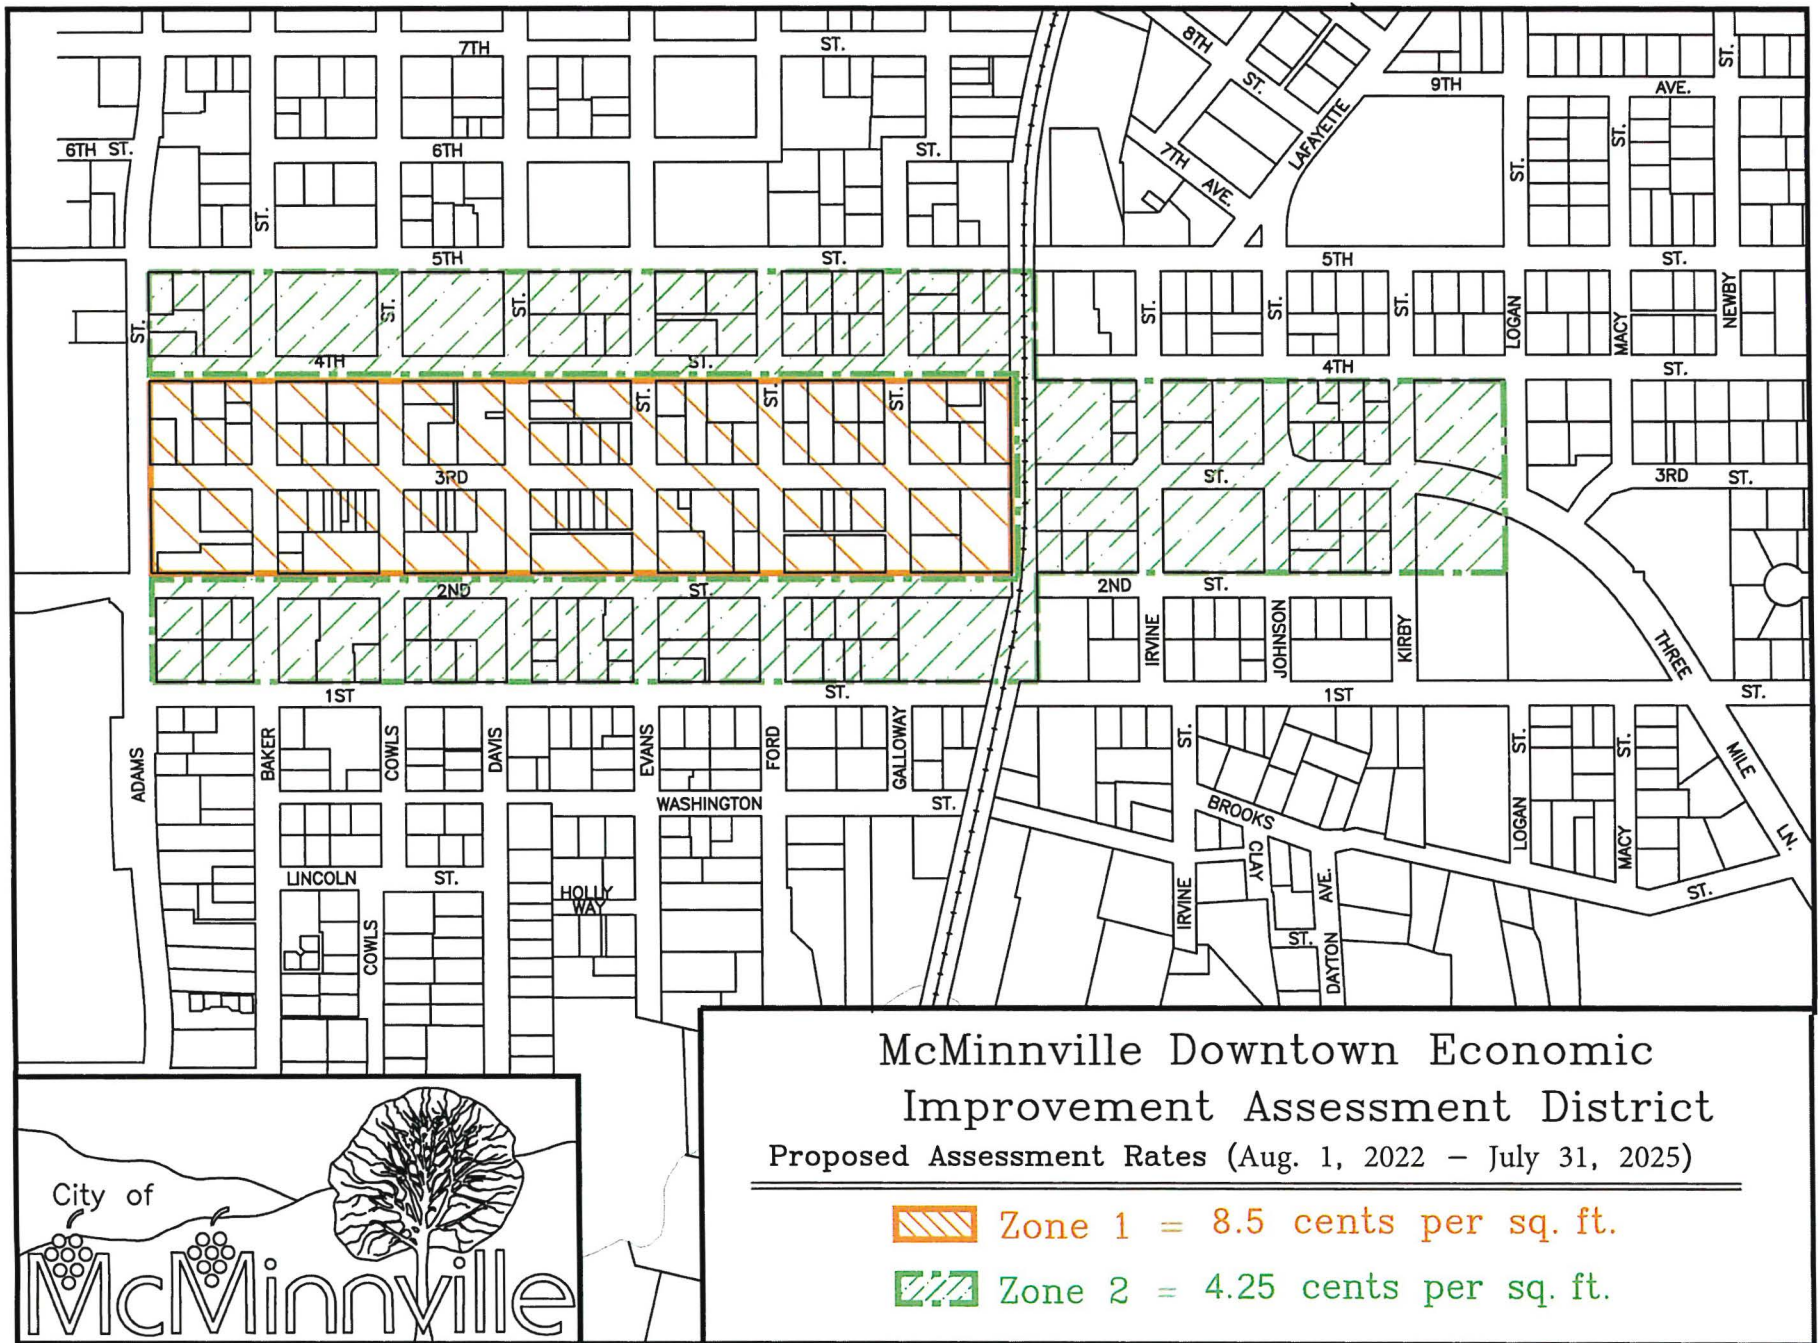 7TH ST.
8TH ST.
9TH AVE.
ST.
6TH ST.
6TH ST.
7TH AVE.
LAFAYETTE
ST.
ST.
ST.
5TH ST.
5TH ST.
ST.
ST.
ST.
ST.
ST.
ST.
LOGAN
MACY
NEWBY
4TH ST.
4TH ST.
ST.
ST.
ST.
3RD ST.
3RD ST.
2ND ST.
2ND ST.
IRVINE
JOHNSON
KIRBY
THREE
MILE
LN.
1ST ST.
1ST ST.
ADAMS
BAKER
COWLS
DAVIS
EVANS
FORD
GALLOWAY
ST.
ST.
ST.
WASHINGTON ST.
BROOKS ST.
LOGAN
MACY
CLAY
ST.
LINCOLN ST.
HOLLY
WAY
COWLS
IRVINE
DAYTON AVE.
McMinnville Downtown Economic
Improvement Assessment District
Proposed Assessment Rates (Aug. 1, 2022 – July 31, 2025)
Zone 1 = 8.5 cents per sq. ft.
Zone 2 = 4.25 cents per sq. ft.
City of
McMinnville